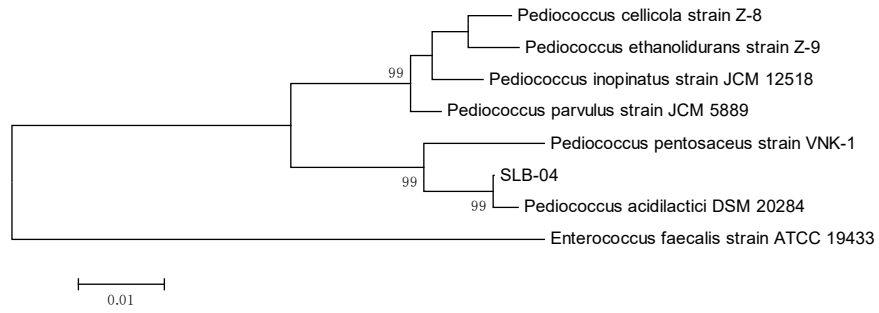 Pediococcus cellicola strain Z-8
Pediococcus ethanolidurans strain Z-9
99
Pediococcus inopinatus strain JCM 12518
Pediococcus parvulus strain JCM 5889
Pediococcus pentosaceus strain VNK-1
SLB-04
99
99
Pediococcus acidilactici DSM 20284
Enterococcus faecalis strain ATCC 19433
0.01